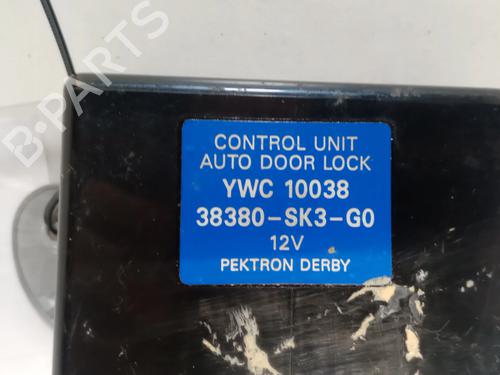 B-PARTS
CONTROL UNIT
AUTO DOOR LOCK
YWC 10038
38380-SK3-G0
12V
PEKTRON DERBY